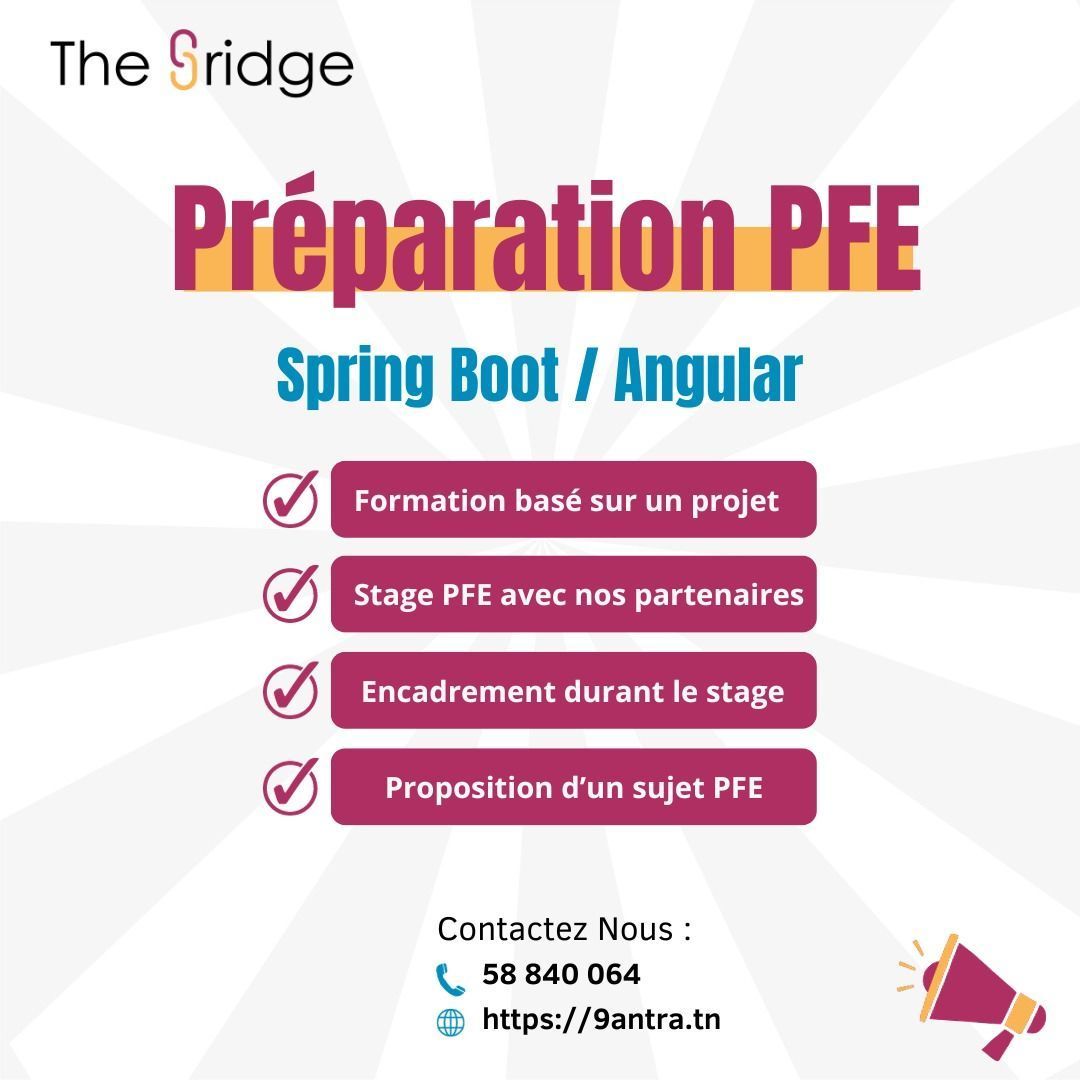 The Bridge
Préparation PFE
Spring Boot / Angular
Formation basé sur un projet
Stage PFE avec nos partenaires
Encadrement durant le stage
Proposition d’un sujet PFE
Contactez Nous :
58 840 064
https://9antra.tn